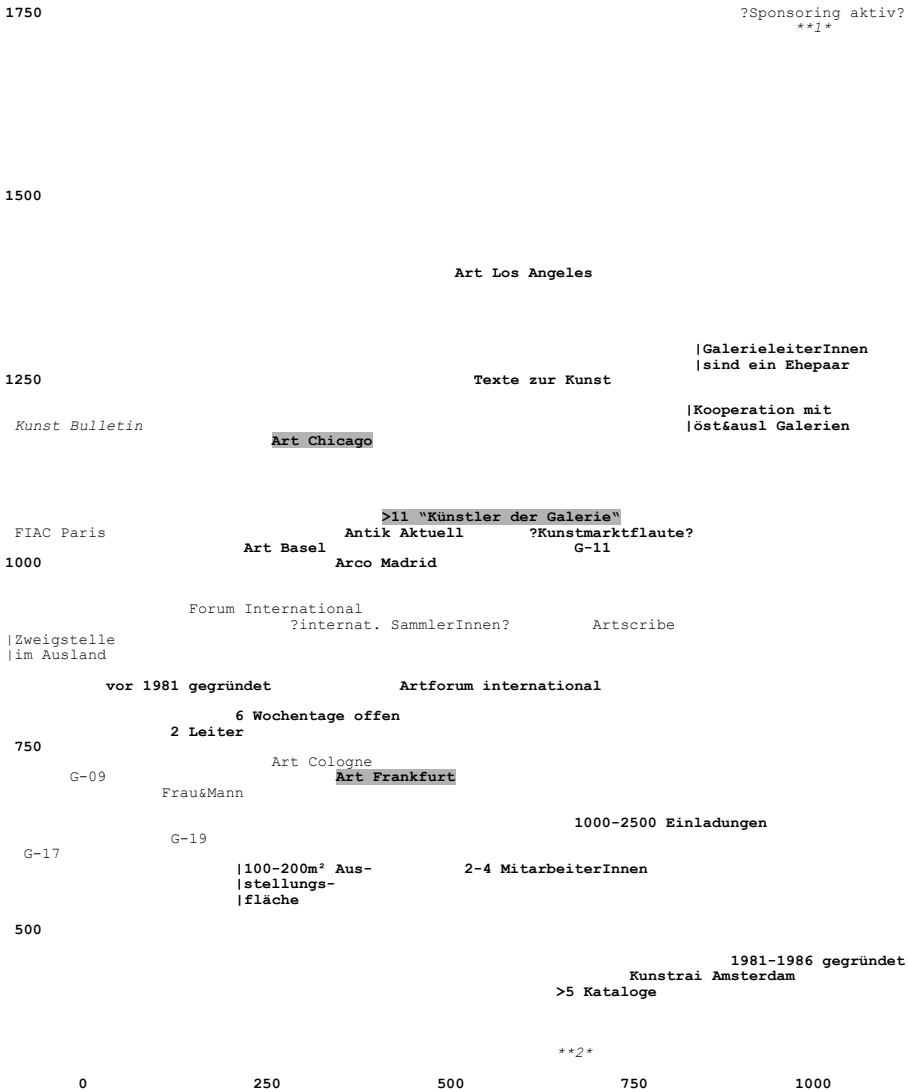 1750 ?Sponsoring aktiv?
**1*
1500
Art Los Angeles
|GalerieleiterInnen
|sind ein Ehepaar
1250 Texte zur Kunst
|Kooperation mit
Kunst Bulletin |öst&ausl Galerien
Art Chicago
>11 "Künstler der Galerie"
FIAC Paris Antik Aktuell ?Kunstmarktflaute?
Art Basel G-11
1000 Arco Madrid
Forum International
?internat. SammlerInnen? Artscribe
|Zweigstelle
|im Ausland
vor 1981 gegründet Artforum international
6 Wochentage offen
2 Leiter
750
Art Cologne
G-09 Art Frankfurt
Frau&Mann
1000-2500 Einladungen
G-19
G-17
|100-200m² Aus- 2-4 MitarbeiterInnen
|stellungs-
|fläche
500
1981-1986 gegründet
Kunstrai Amsterdam
>5 Kataloge
**2*
0 250 500 750 1000